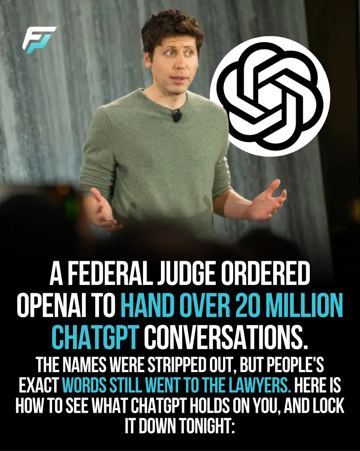 A FEDERAL JUDGE ORDERED
OPENAI TO HAND OVER 20 MILLION
CHATGPT CONVERSATIONS.
THE NAMES WERE STRIPPED OUT, BUT PEOPLE'S
EXACT WORDS STILL WENT TO THE LAWYERS. HERE IS
HOW TO SEE WHAT CHATGPT HOLDS ON YOU, AND LOCK
IT DOWN TONIGHT: